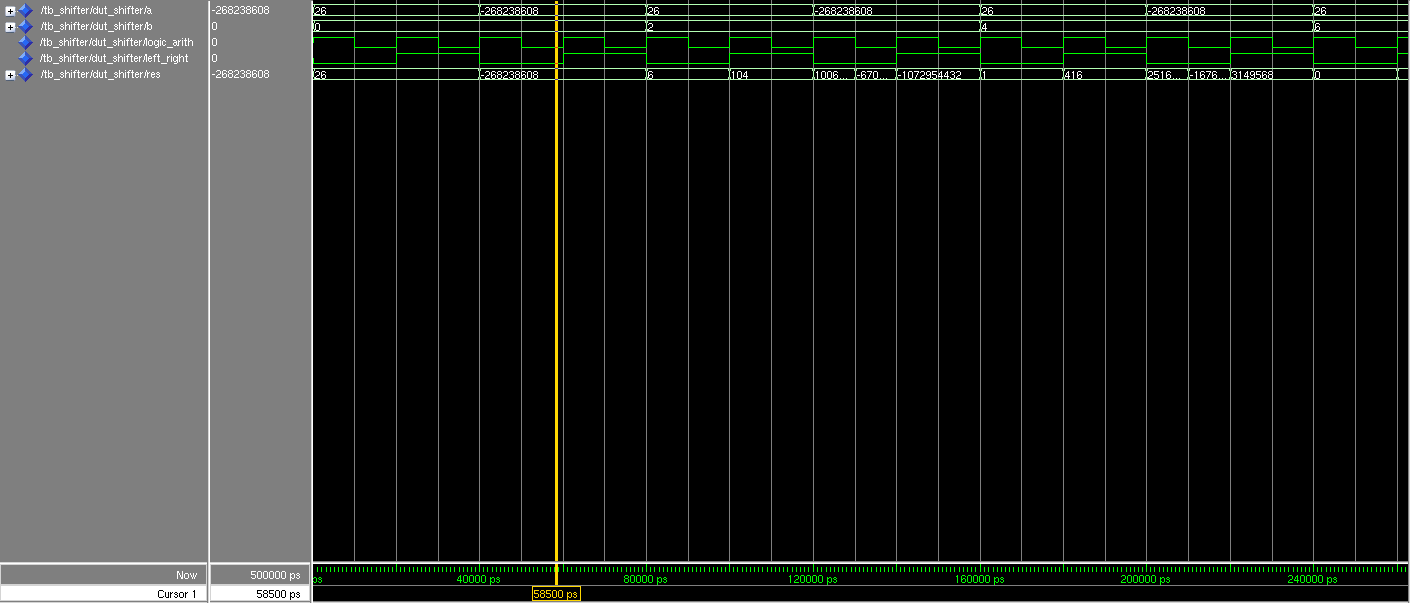 /tb_shifter/dut_shifter/a -268238608 26 -268238608 26 -268238608 26 -268238608 26
/tb_shifter/dut_shifter/b 0 0 2 4 6
/tb_shifter/dut_shifter/logic_arith 0
/tb_shifter/dut_shifter/left_right 0
/tb_shifter/dut_shifter/res -268238608 26 -268238608 6 104 1006... -670... -1072954432 1 416 2516... -1676... 3149568 0
Now 500000 ps ps 40000 ps 80000 ps 120000 ps 160000 ps 200000 ps 240000 ps
Cursor 1 58500 ps 58500 ps